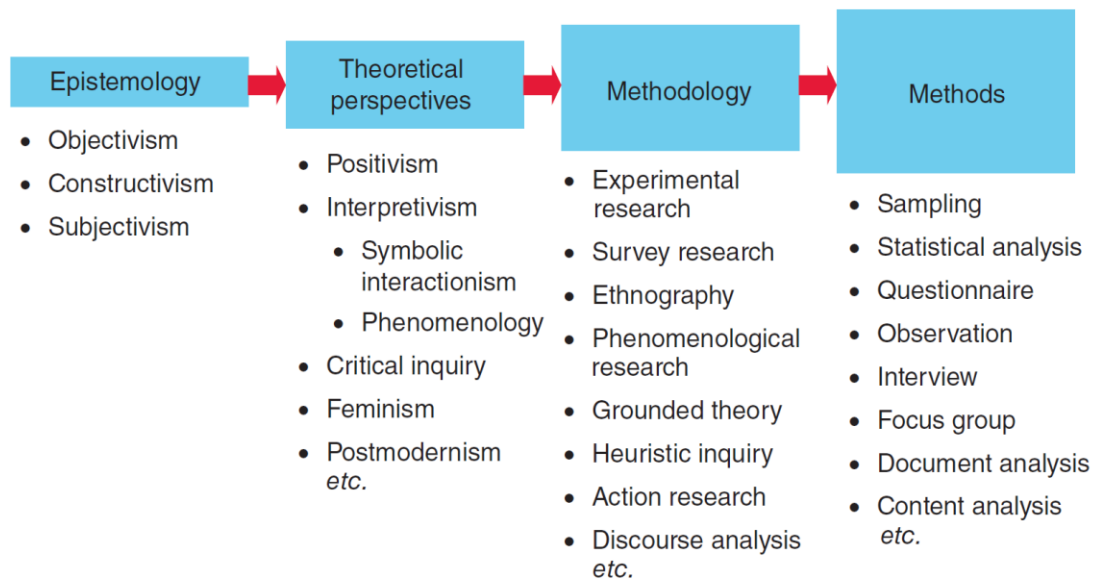 Epistemology
• Objectivism
• Constructivism
• Subjectivism
Theoretical
perspectives
• Positivism
• Interpretivism
• Symbolic
interactionism
• Phenomenology
• Critical inquiry
• Feminism
• Postmodernism
etc.
Methodology
• Experimental
research
• Survey research
• Ethnography
• Phenomenological
research
• Grounded theory
• Heuristic inquiry
• Action research
• Discourse analysis
etc.
Methods
• Sampling
• Statistical analysis
• Questionnaire
• Observation
• Interview
• Focus group
• Document analysis
• Content analysis
etc.